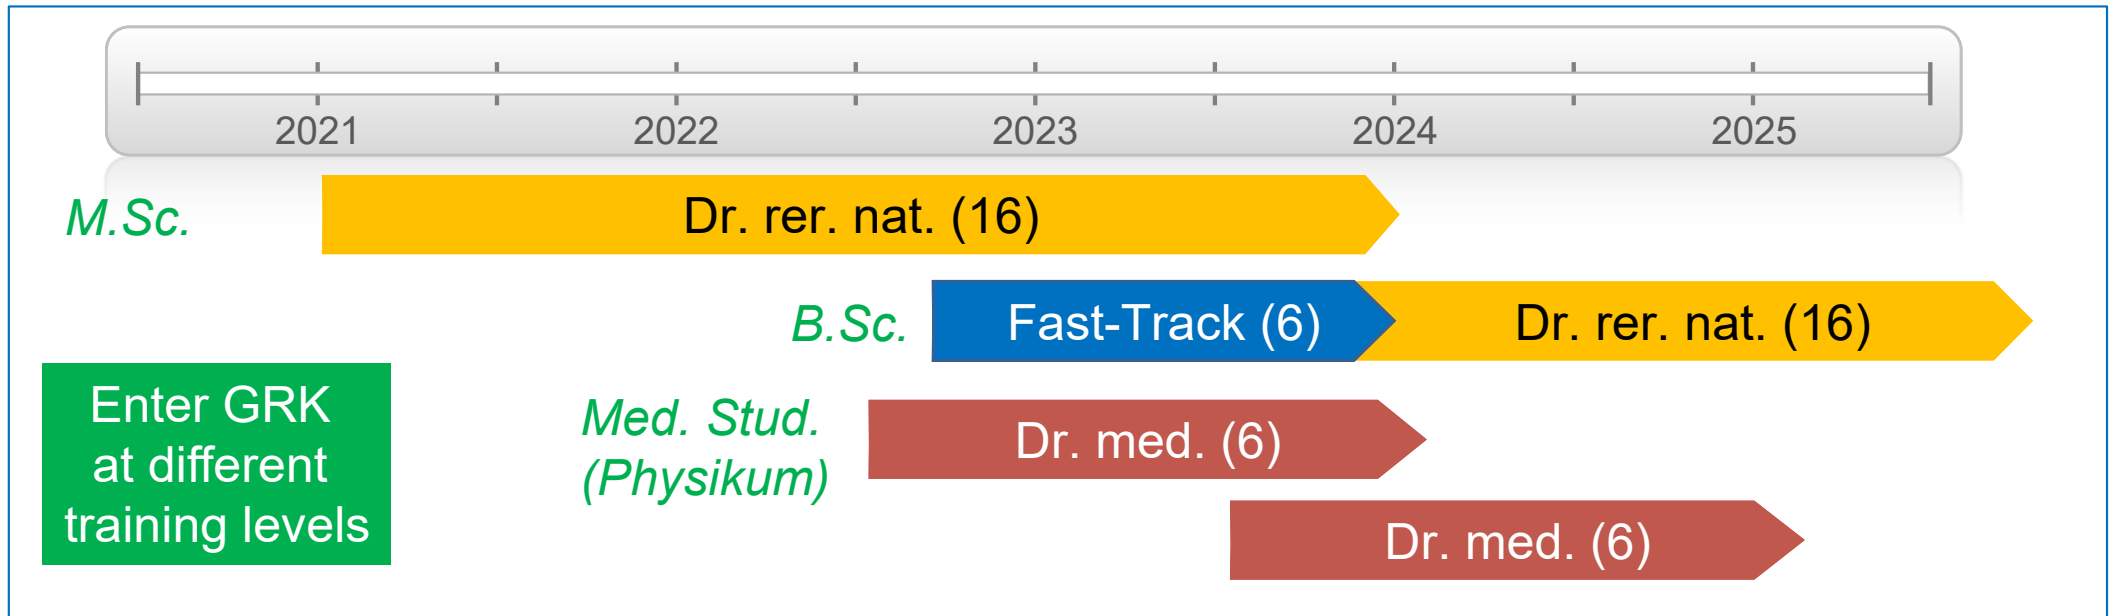 2021
2022
2023
2024
2025
M.Sc.
Dr. rer. nat. (16)
B.Sc.
Fast-Track (6)
Dr. rer. nat. (16)
Enter GRK
at different
training levels
Med. Stud.
(Physikum)
Dr. med. (6)
Dr. med. (6)